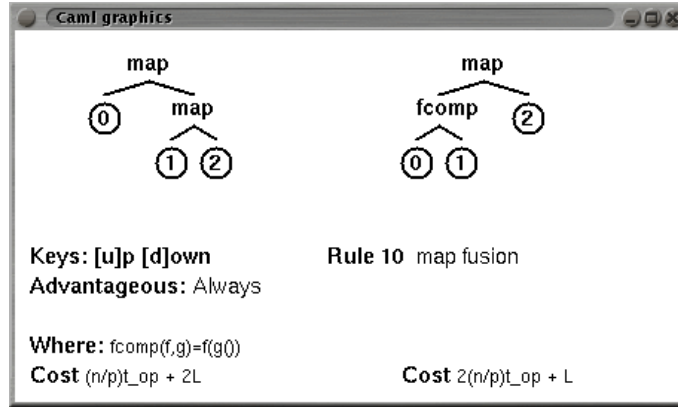 Caml graphics
map map
0 map fcomp 2
1 2 0 1
Keys: [u]p [d]own Rule 10 map fusion
Advantageous: Always
Where: fcomp(f,g)=f(g())
Cost (n/p)t_op + 2L Cost 2(n/p)t_op + L